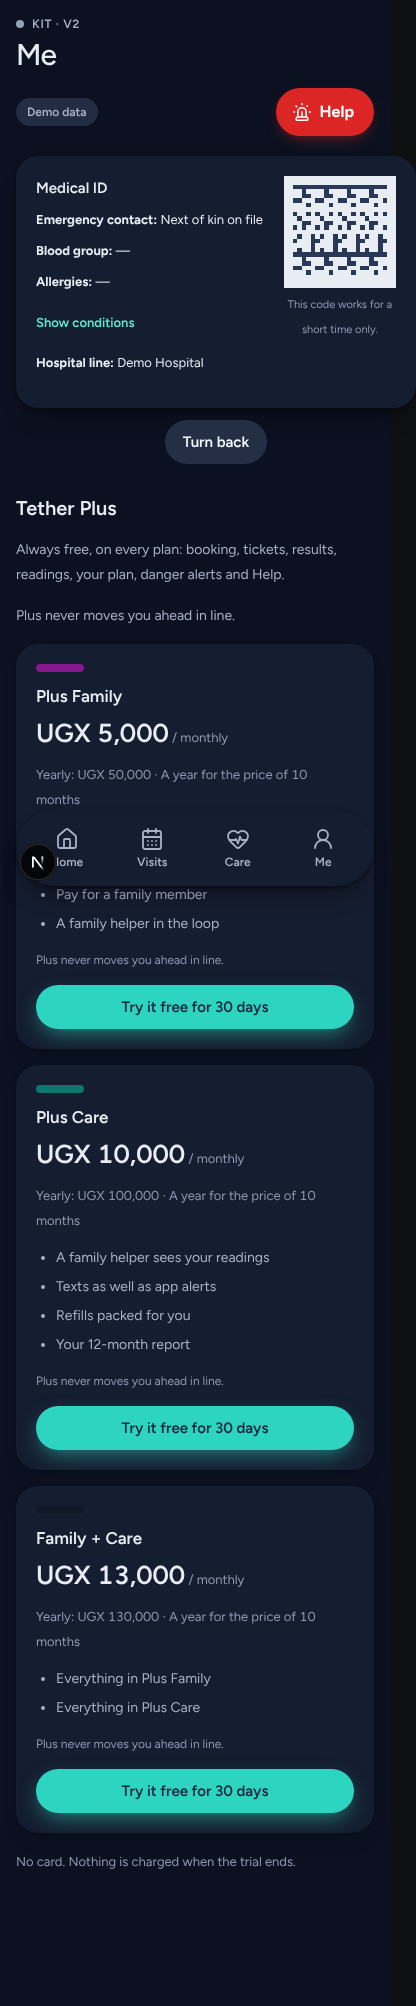 KIT · V2
Me
Demo data
Help
Medical ID
Emergency contact: Next of kin on file
Blood group: —
Allergies: —
Show conditions
Hospital line: Demo Hospital
This code works for a
short time only.
Turn back
Tether Plus
Always free, on every plan: booking, tickets, results,
readings, your plan, danger alerts and Help.
Plus never moves you ahead in line.
Plus Family
UGX 5,000 / monthly
Yearly: UGX 50,000 · A year for the price of 10
months
N
ome
Visits
Care
Me
Pay for a family member
A family helper in the loop
Plus never moves you ahead in line.
Try it free for 30 days
Plus Care
UGX 10,000 / monthly
Yearly: UGX 100,000 · A year for the price of 10
months
A family helper sees your readings
Texts as well as app alerts
Refills packed for you
Your 12-month report
Plus never moves you ahead in line.
Try it free for 30 days
Family + Care
UGX 13,000 / monthly
Yearly: UGX 130,000 · A year for the price of 10
months
Everything in Plus Family
Everything in Plus Care
Plus never moves you ahead in line.
Try it free for 30 days
No card. Nothing is charged when the trial ends.